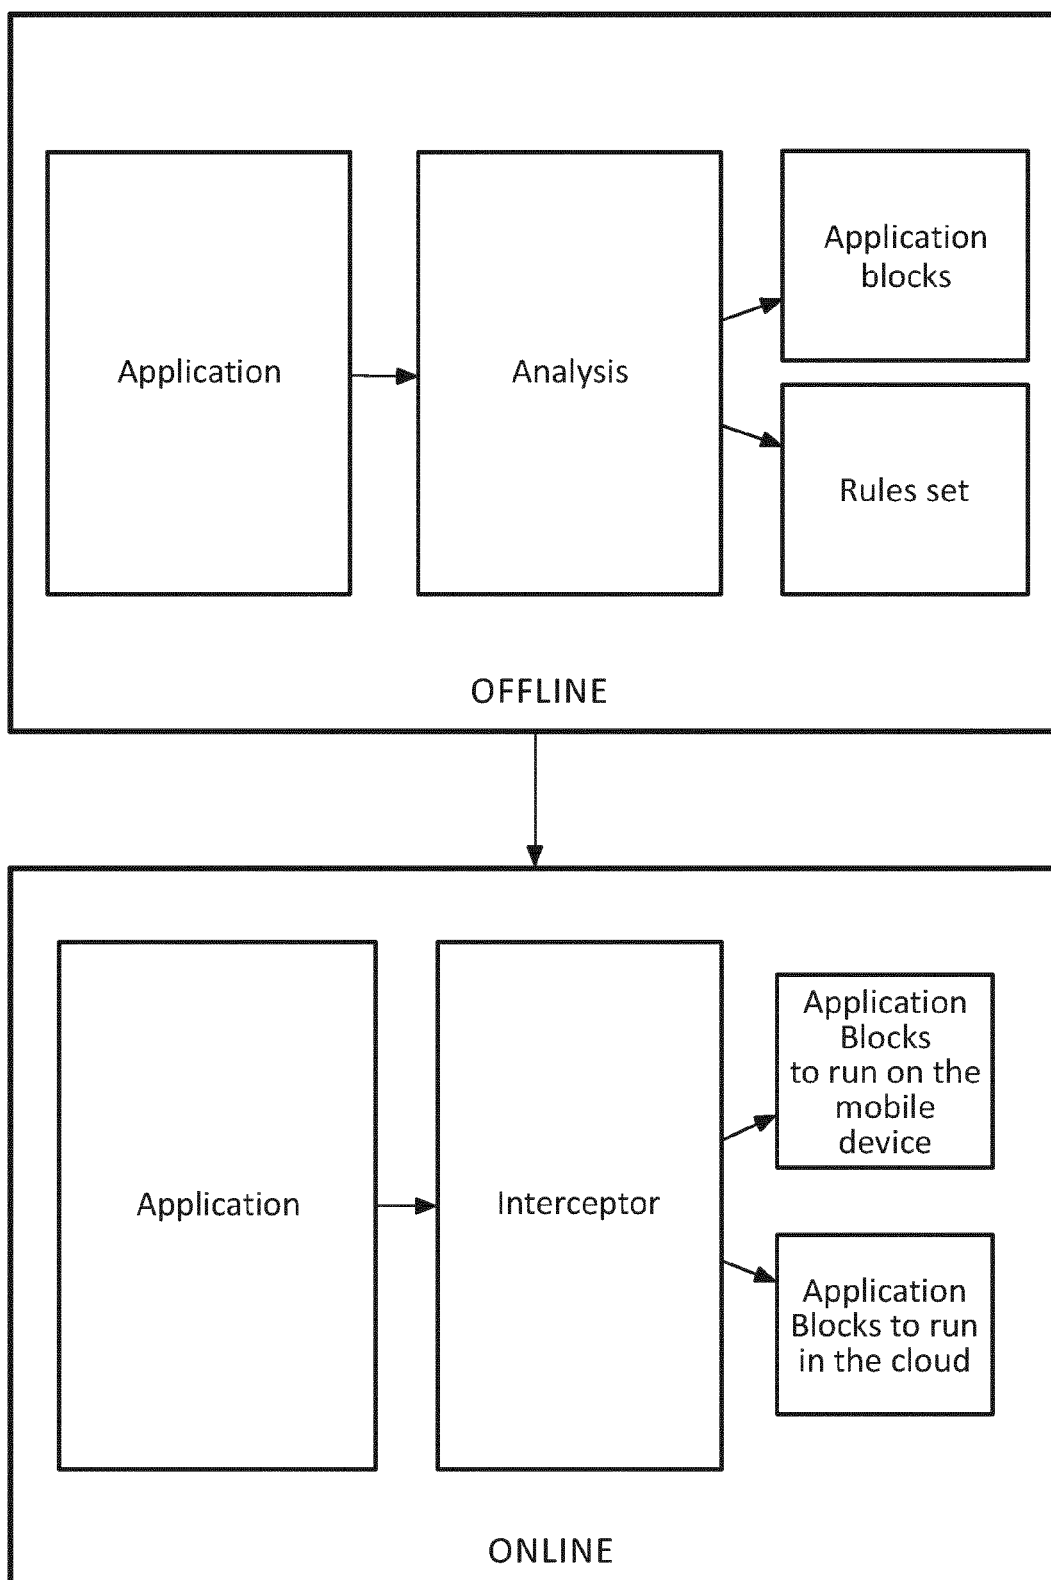 Application
Analysis
Application
blocks
Rules set
OFFLINE
Application
Interceptor
Application
Blocks
to run on the
mobile
device
Application
Blocks to run
in the cloud
ONLINE